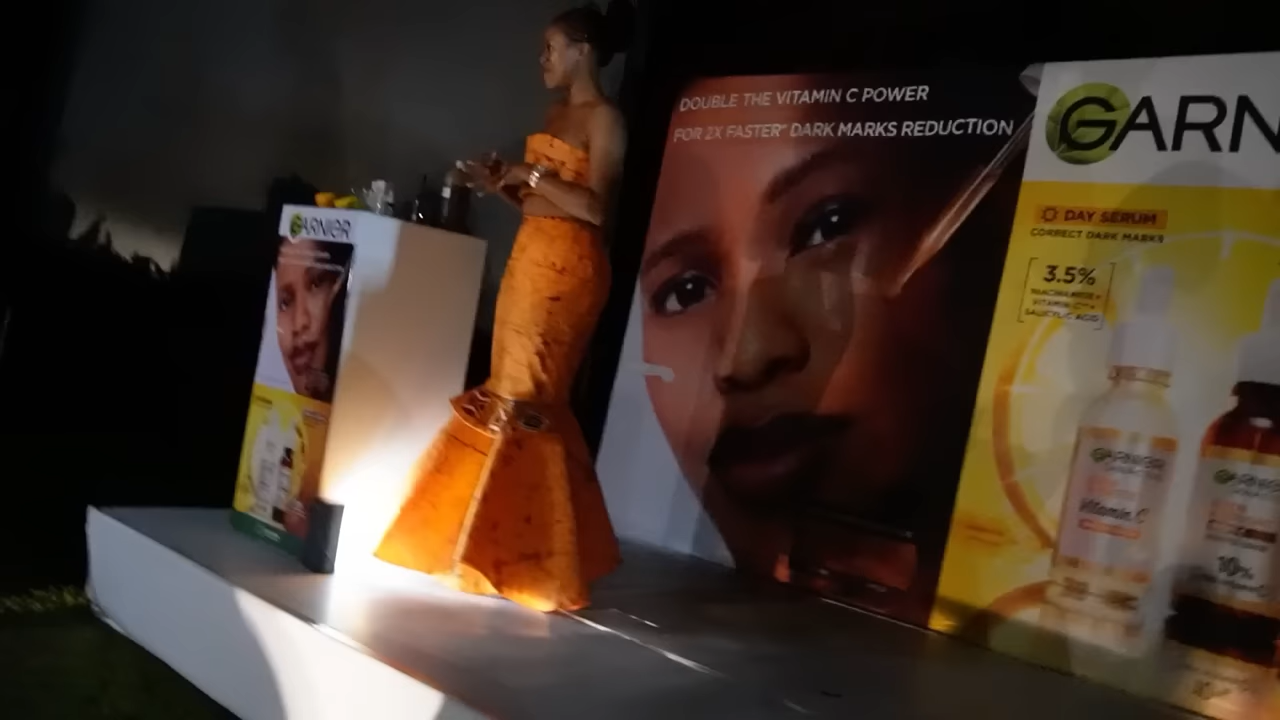 DOUBLE THE VITAMIN C POWER
FOR 2X FASTER* DARK MARKS REDUCTION
GARN
DAY SERUM
CORRECT DARK MARKS
3.5%
NIACINAMIDE+
VITAMIN C**+
SALICYLIC ACID
GARNIER
GARNIER
Vitamin C
GARNIER
10%